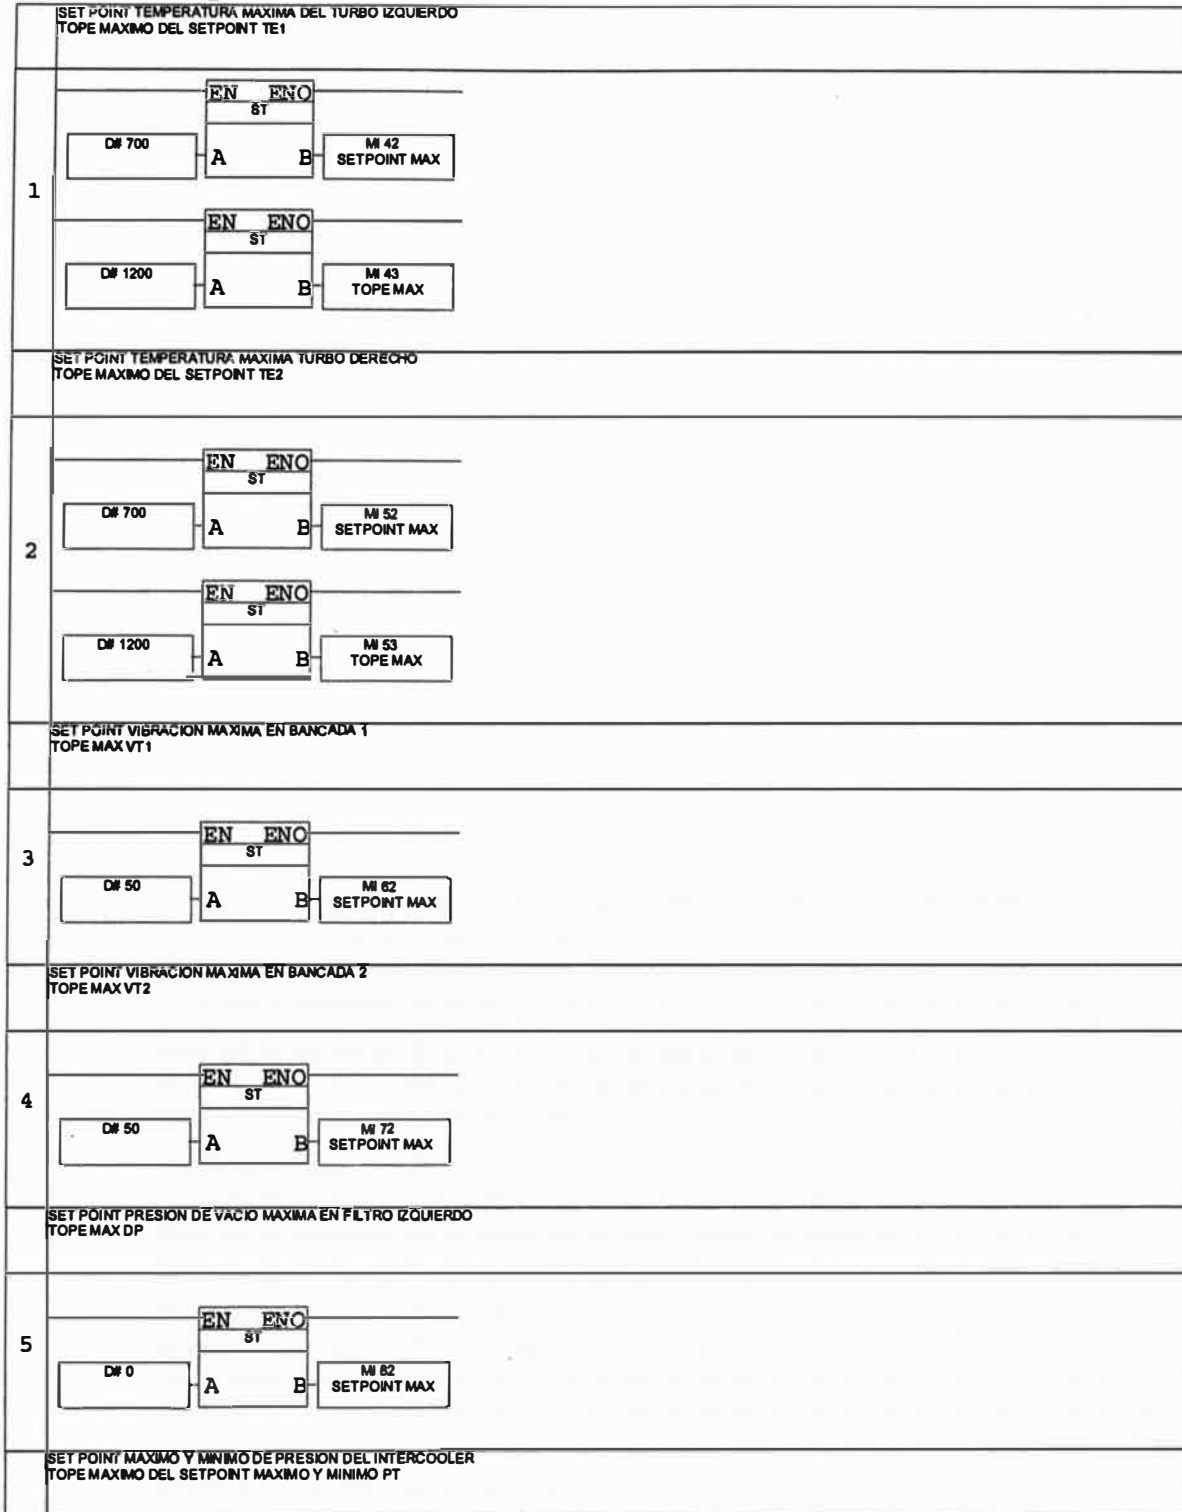 SET POINT TEMPERATURA MAXIMA DEL TURBO IZQUIERDO
TOPE MAXIMO DEL SETPOINT TE1
1
EN ENO
ST
D# 700
A B
MI 42
SETPOINT MAX
EN ENO
ST
D# 1200
A B
MI 43
TOPE MAX
SET POINT TEMPERATURA MAXIMA TURBO DERECHO
TOPE MAXIMO DEL SETPOINT TE2
2
EN ENO
ST
D# 700
A B
MI 52
SETPOINT MAX
EN ENO
ST
D# 1200
A B
MI 53
TOPE MAX
SET POINT VIBRACION MAXIMA EN BANCADA 1
TOPE MAX VT1
3
EN ENO
ST
D# 50
A B
MI 62
SETPOINT MAX
SET POINT VIBRACION MAXIMA EN BANCADA 2
TOPE MAX VT2
4
EN ENO
ST
D# 50
A B
MI 72
SETPOINT MAX
SET POINT PRESION DE VACIO MAXIMA EN FILTRO IZQUIERDO
TOPE MAX DP
5
EN ENO
ST
D# 0
A B
MI 82
SETPOINT MAX
SET POINT MAXIMO Y MINIMO DE PRESION DEL INTERCOOLER
TOPE MAXIMO DEL SETPOINT MAXIMO Y MINIMO PT